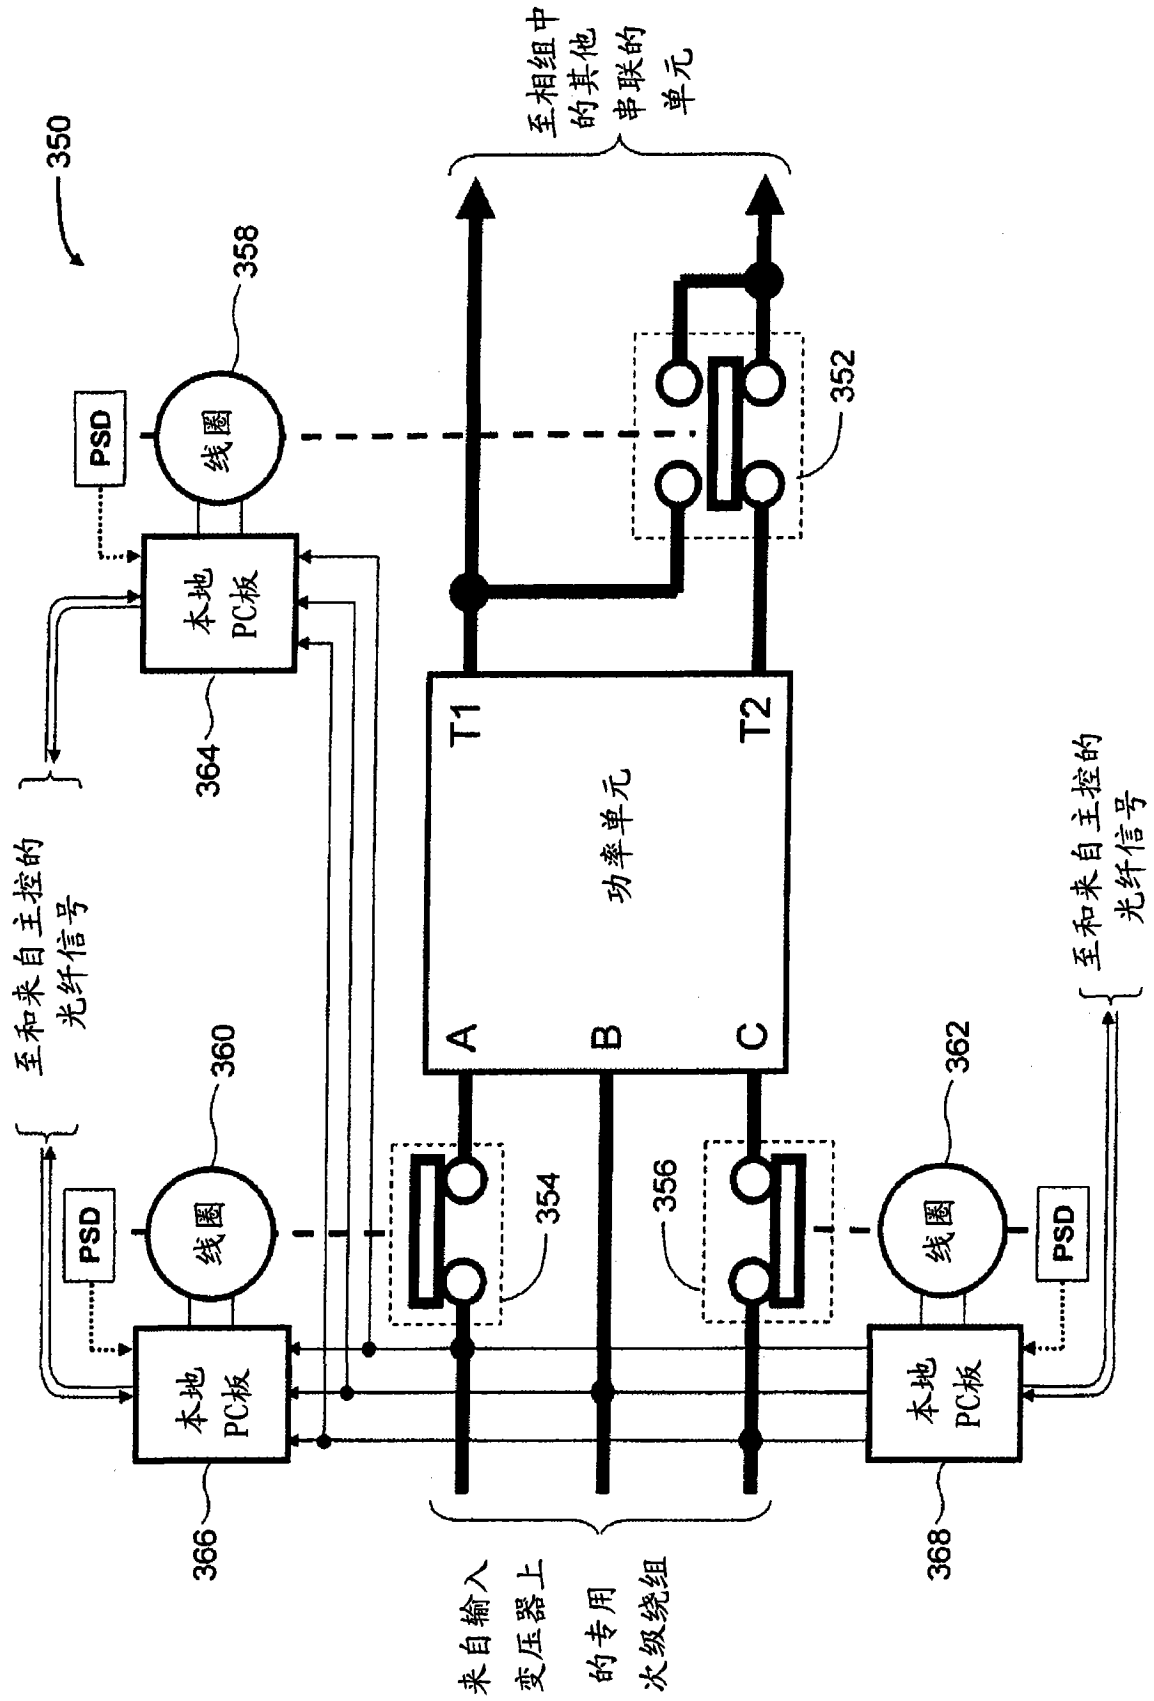 350
358
PSD
线圈
本地
PC板
364
至和来自主控的
光纤信号
360
PSD
线圈
本地
PC板
366
至相组中
的其他
串联的
单元
352
T1
T2
功率单元
A
B
C
354
356
来自输入
变压器上
的专用
次级绕组
至和来自主控的
光纤信号
362
线圈
PSD
本地
PC板
368